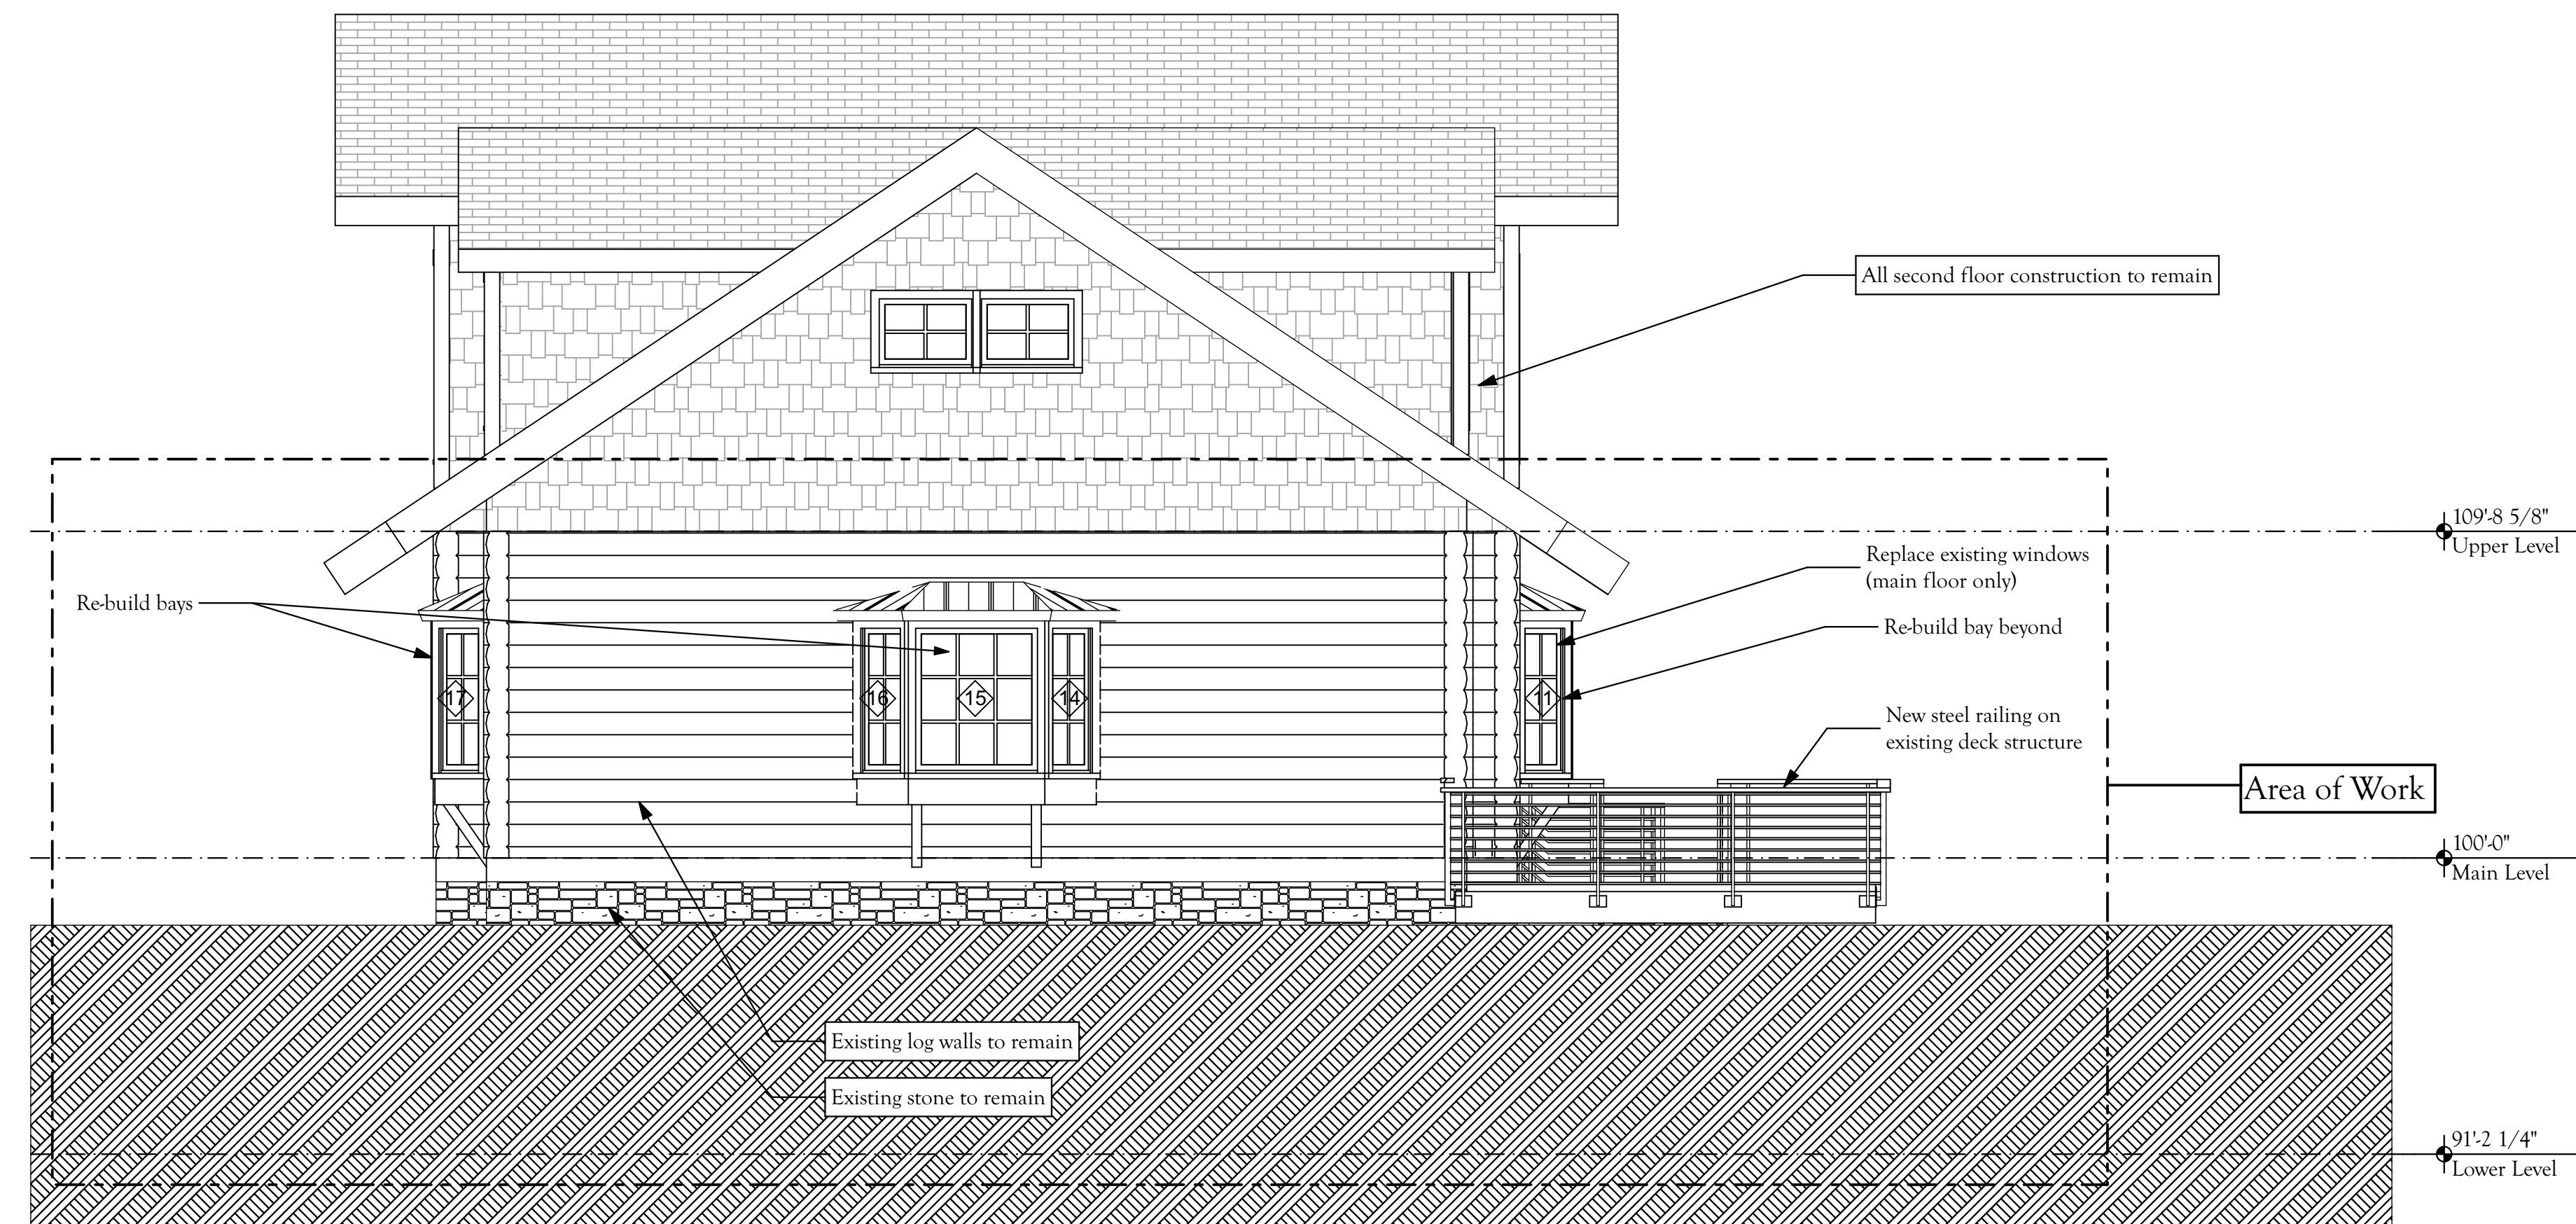 All second floor construction to remain
109'-8 5/8"
Upper Level
Replace existing windows
(main floor only)
Re-build bays
Re-build bay beyond
17
16
15
14
11
New steel railing on
existing deck structure
Area of Work
100'-0"
Main Level
Existing log walls to remain
Existing stone to remain
91'-2 1/4"
Lower Level